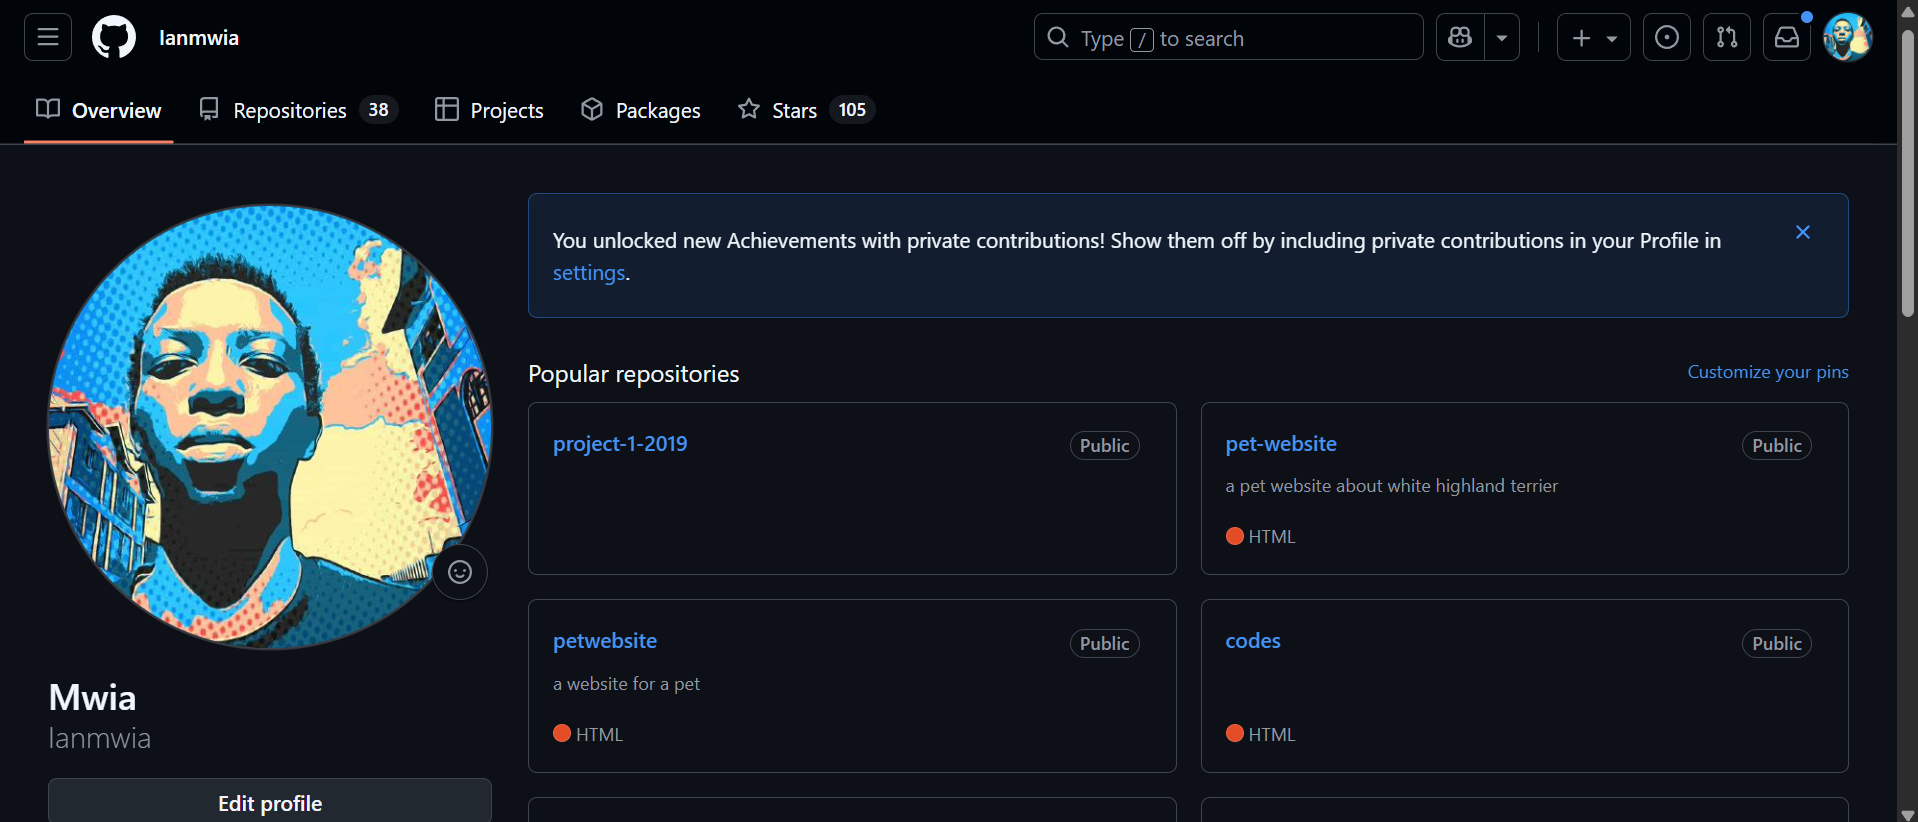 Ianmwia
Type / to search
Overview
Repositories 38
Projects
Packages
Stars 105
You unlocked new Achievements with private contributions! Show them off by including private contributions in your Profile in
settings.
Popular repositories
Customize your pins
project-1-2019
Public
pet-website
Public
a pet website about white highland terrier
HTML
petwebsite
Public
a website for a pet
HTML
codes
Public
HTML
Mwia
Ianmwia
Edit profile